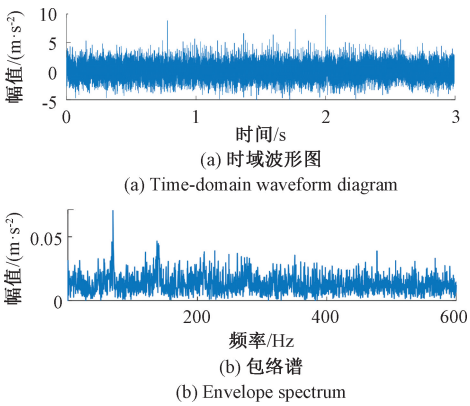 幅值/(m·s⁻²)
10
5
0
-5
0
1
2
3
时间/s
(a) 时域波形图
(a) Time-domain waveform diagram
幅值/(m·s⁻²)
0.05
0
200
400
600
频率/Hz
(b) 包络谱
(b) Envelope spectrum